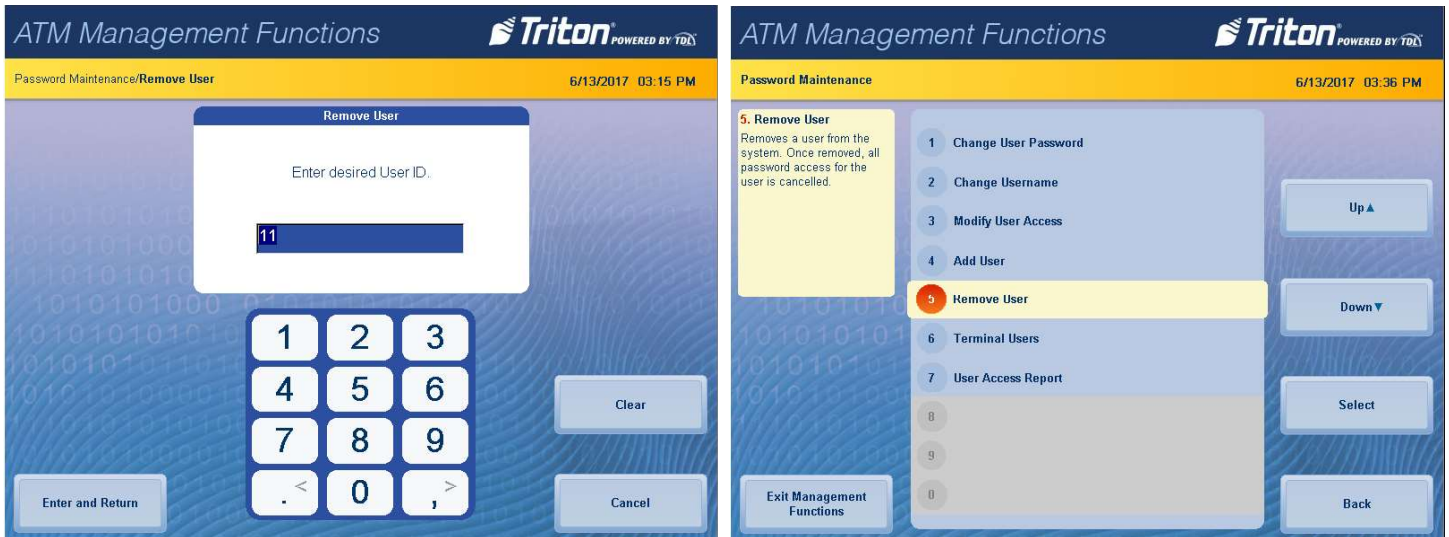 ATM Management Functions
Triton POWERED BY TDL
Password Maintenance/Remove User
6/13/2017 03:15 PM
Remove User
Enter desired User ID.
11
1 2 3
4 5 6
7 8 9
. < 0 , >
Clear
Enter and Return
Cancel
ATM Management Functions
Triton POWERED BY TDL
Password Maintenance
6/13/2017 03:36 PM
5. Remove User
Removes a user from the
system. Once removed, all
password access for the
user is cancelled.
1 Change User Password
2 Change Username
3 Modify User Access
4 Add User
5 Remove User
6 Terminal Users
7 User Access Report
8
9
0
Up▲
Down▼
Select
Exit Management
Functions
Back